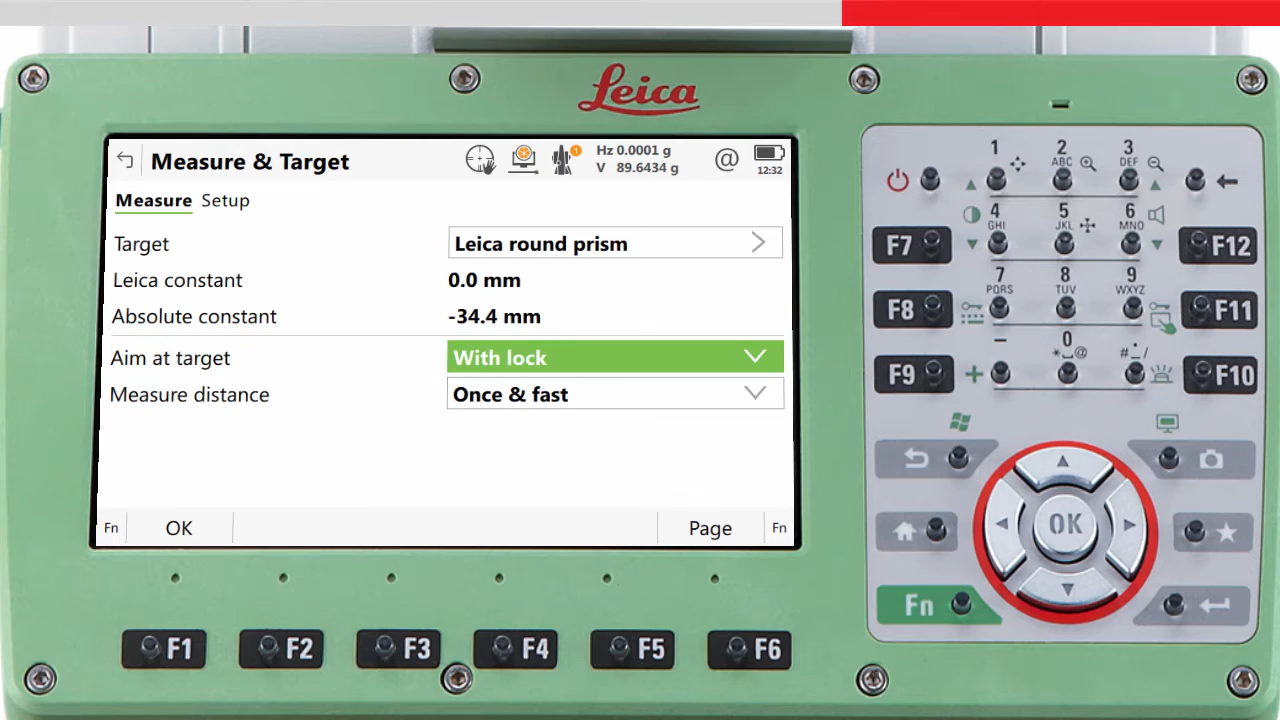 Leica
Measure & Target
Hz 0.0001 g
V 89.6434 g
1
@
12:32
Measure Setup
Target Leica round prism
Leica constant 0.0 mm
Absolute constant -34.4 mm
Aim at target With lock
Measure distance Once & fast
Fn OK Page Fn
F1 F2 F3 F4 F5 F6
1 2 3
ABC DEF
4 5 6
GHI JKL MNO
F7 F12
7 8 9
PQRS TUV WXYZ
F8 F11
- 0 .
*⎵@ #_/
F9 + F10
OK
Fn